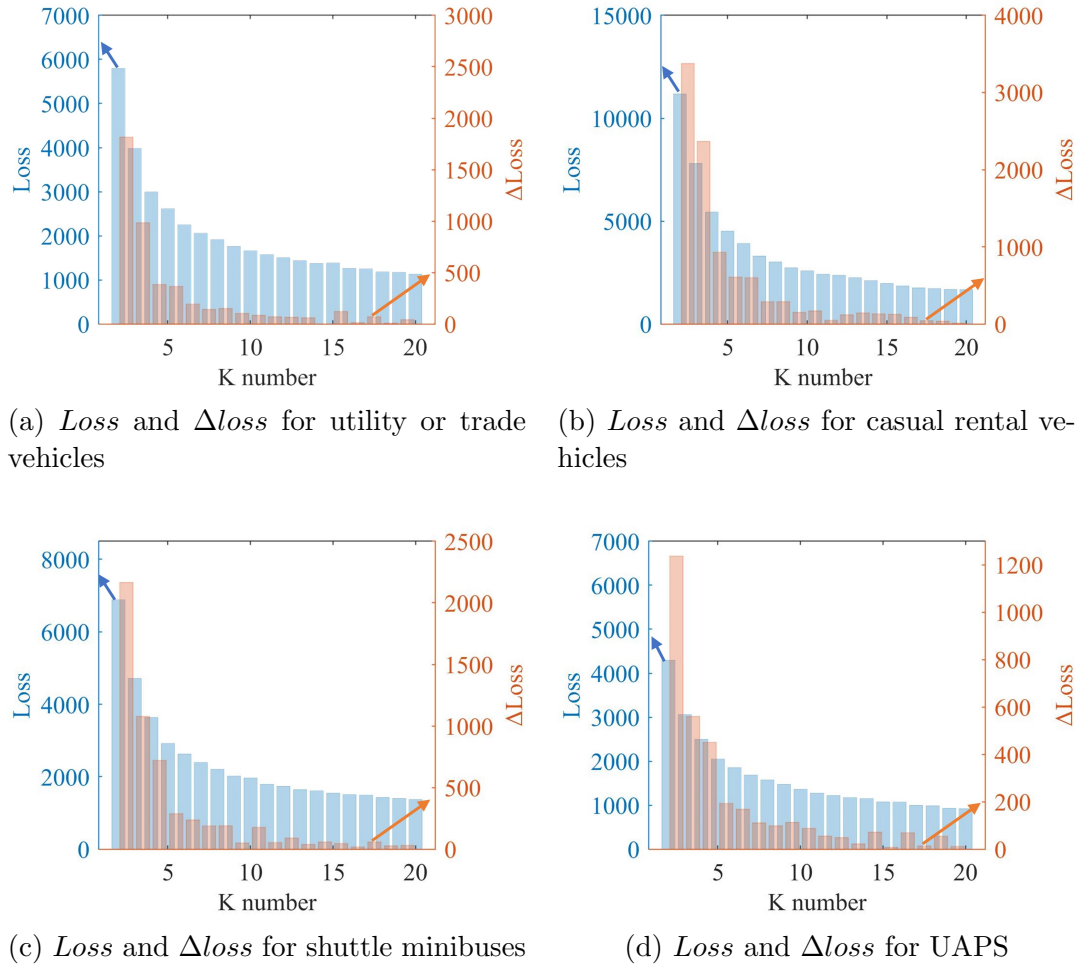 7000
6000
5000
4000
3000
2000
1000
0
Loss
3000
2500
2000
1500
1000
500
0
ΔLoss
5 10 15 20
K number
(a) Loss and Δloss for utility or trade
vehicles
15000
10000
5000
0
Loss
4000
3000
2000
1000
0
ΔLoss
5 10 15 20
K number
(b) Loss and Δloss for casual rental ve-
hicles
8000
6000
4000
2000
0
Loss
2500
2000
1500
1000
500
0
ΔLoss
5 10 15 20
K number
(c) Loss and Δloss for shuttle minibuses
7000
6000
5000
4000
3000
2000
1000
0
Loss
1200
1000
800
600
400
200
0
ΔLoss
5 10 15 20
K number
(d) Loss and Δloss for UAPS